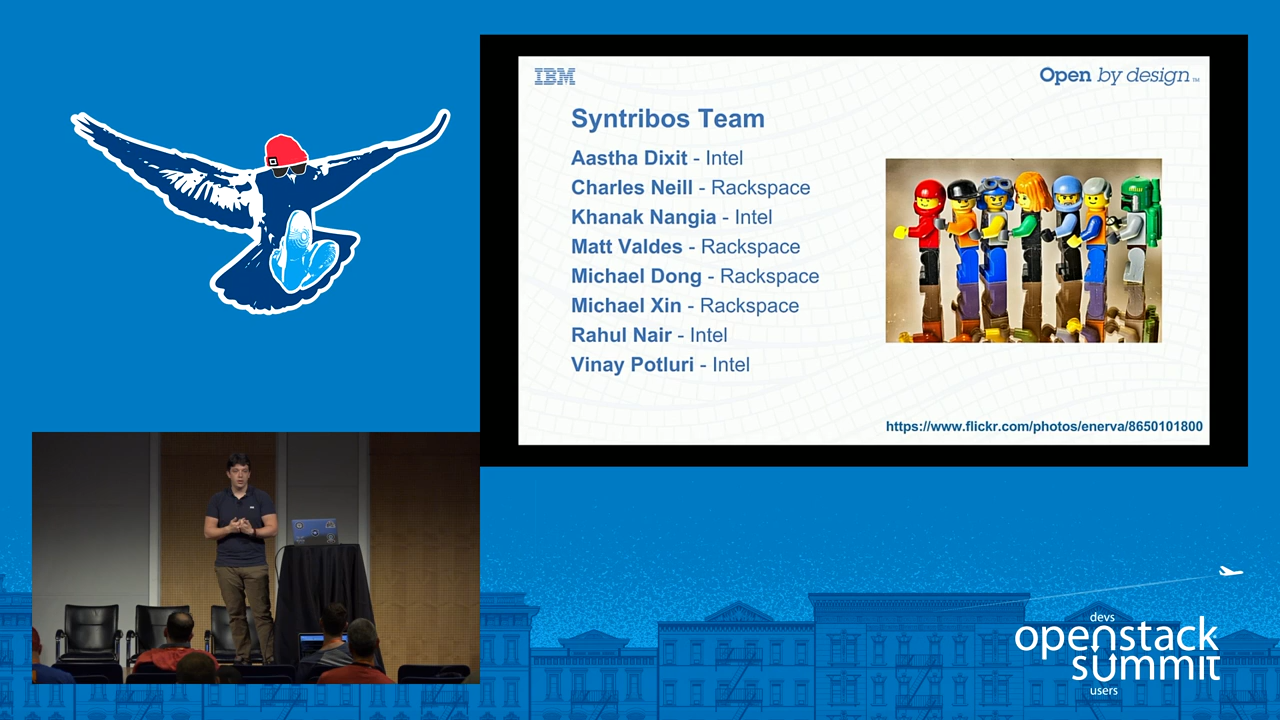 IBM
Open by design™
Syntribos Team
Aastha Dixit - Intel
Charles Neill - Rackspace
Khanak Nangia - Intel
Matt Valdes - Rackspace
Michael Dong - Rackspace
Michael Xin - Rackspace
Rahul Nair - Intel
Vinay Potluri - Intel
https://www.flickr.com/photos/enerva/8650101800
devs
openstack
summit
users